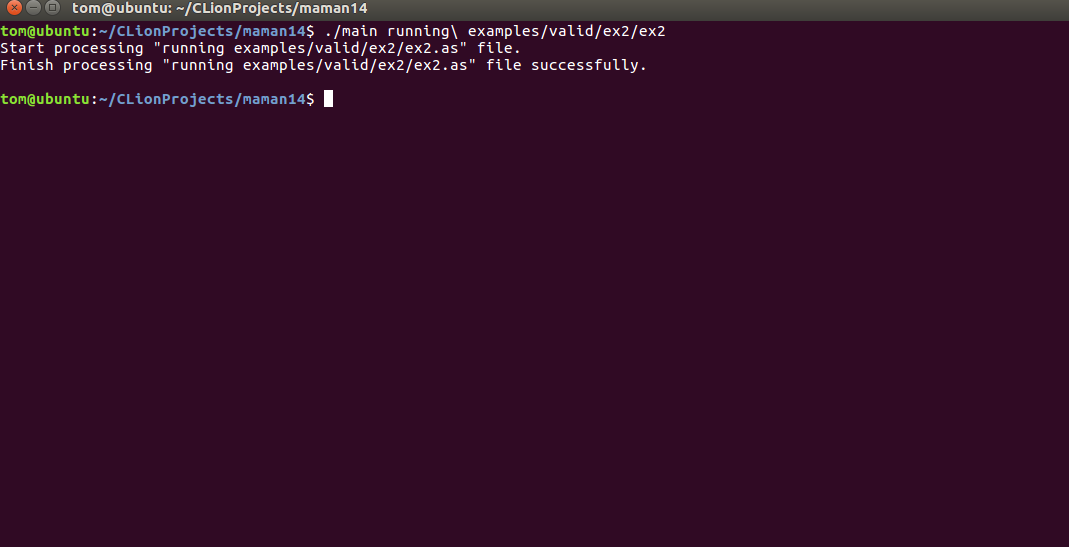 tom@ubuntu: ~/CLionProjects/maman14
tom@ubuntu:~/CLionProjects/maman14$ ./main running\ examples/valid/ex2/ex2
Start processing "running examples/valid/ex2/ex2.as" file.
Finish processing "running examples/valid/ex2/ex2.as" file successfully.
tom@ubuntu:~/CLionProjects/maman14$